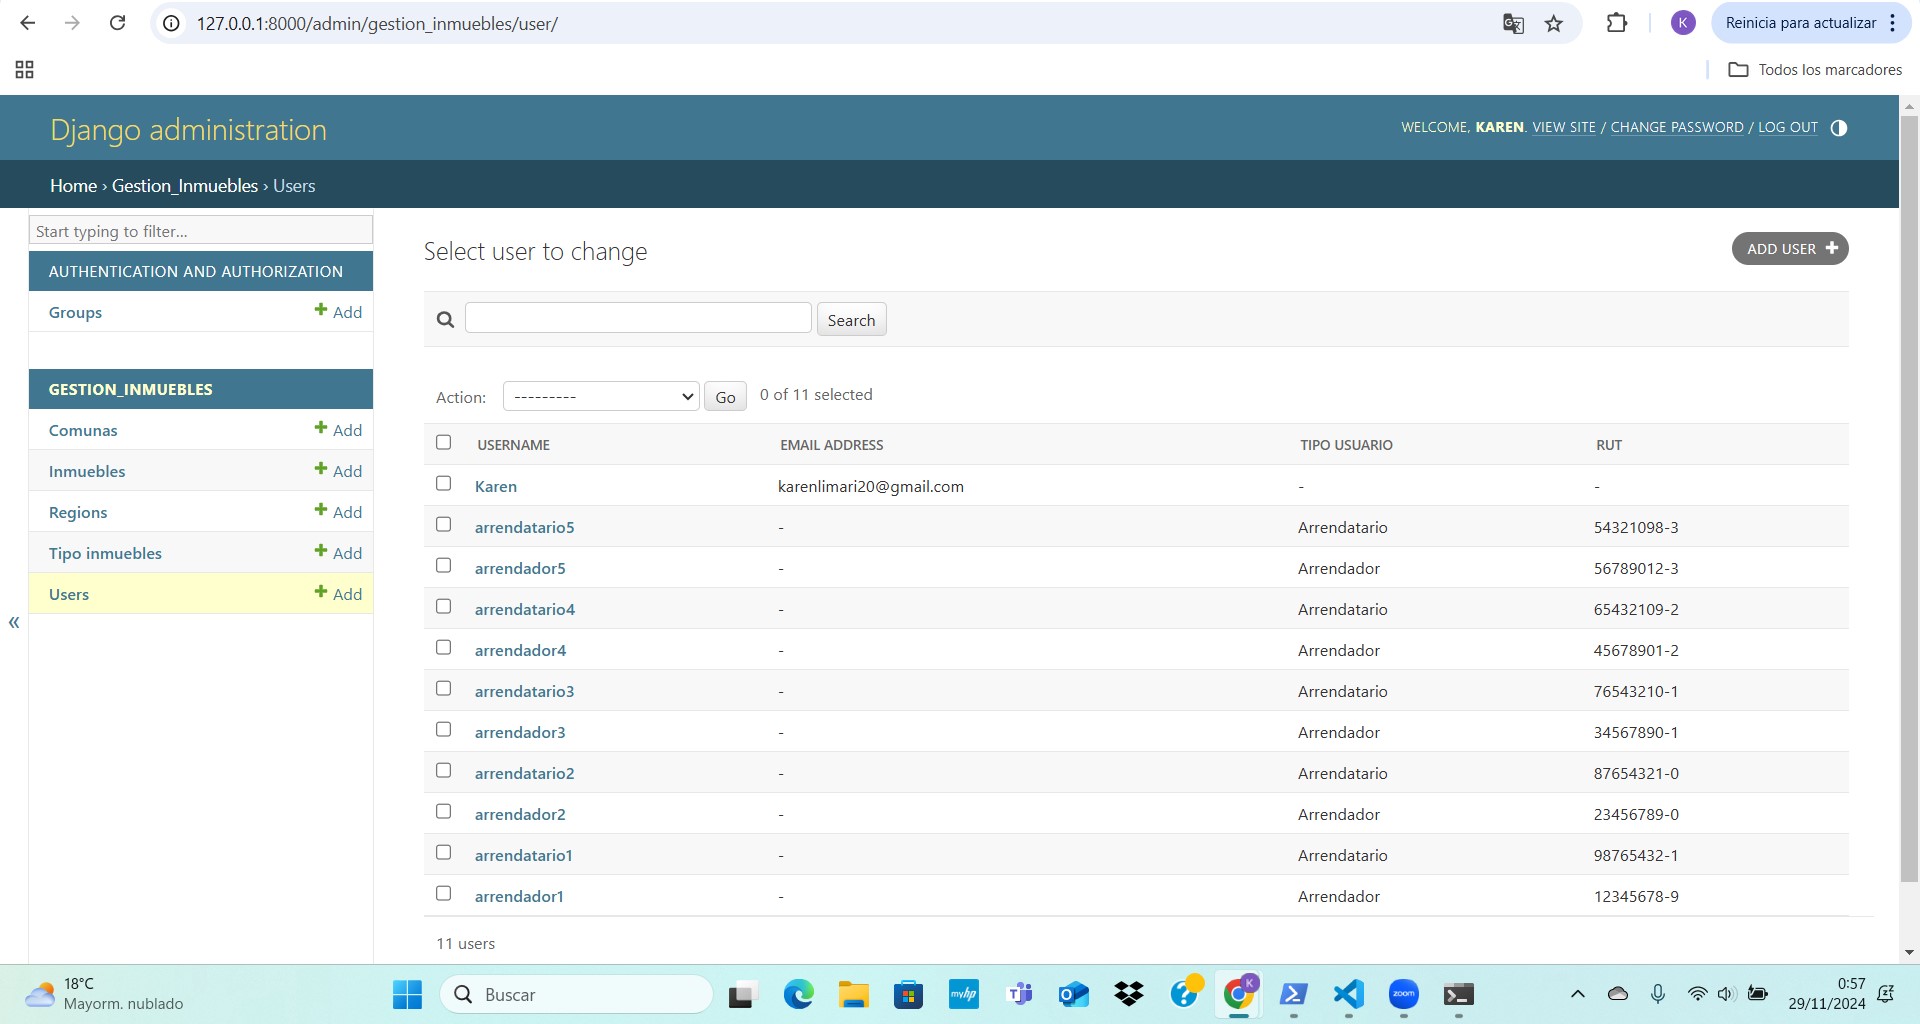 127.0.0.1:8000/admin/gestion_inmuebles/user/
K
Reinicia para actualizar
Todos los marcadores
Django administration
WELCOME, KAREN. VIEW SITE / CHANGE PASSWORD / LOG OUT
Home › Gestion_Inmuebles › Users
Start typing to filter...
AUTHENTICATION AND AUTHORIZATION
Groups + Add
GESTION_INMUEBLES
Comunas + Add
Inmuebles + Add
Regions + Add
Tipo inmuebles + Add
Users + Add
«
Select user to change
ADD USER +
Search
Action: --------- Go 0 of 11 selected
USERNAME EMAIL ADDRESS TIPO USUARIO RUT
Karen karenlimari20@gmail.com - -
arrendatario5 - Arrendatario 54321098-3
arrendador5 - Arrendador 56789012-3
arrendatario4 - Arrendatario 65432109-2
arrendador4 - Arrendador 45678901-2
arrendatario3 - Arrendatario 76543210-1
arrendador3 - Arrendador 34567890-1
arrendatario2 - Arrendatario 87654321-0
arrendador2 - Arrendador 23456789-0
arrendatario1 - Arrendatario 98765432-1
arrendador1 - Arrendador 12345678-9
11 users
18°C
Mayorm. nublado
Buscar
myhp
K
zoom
0:57
29/11/2024